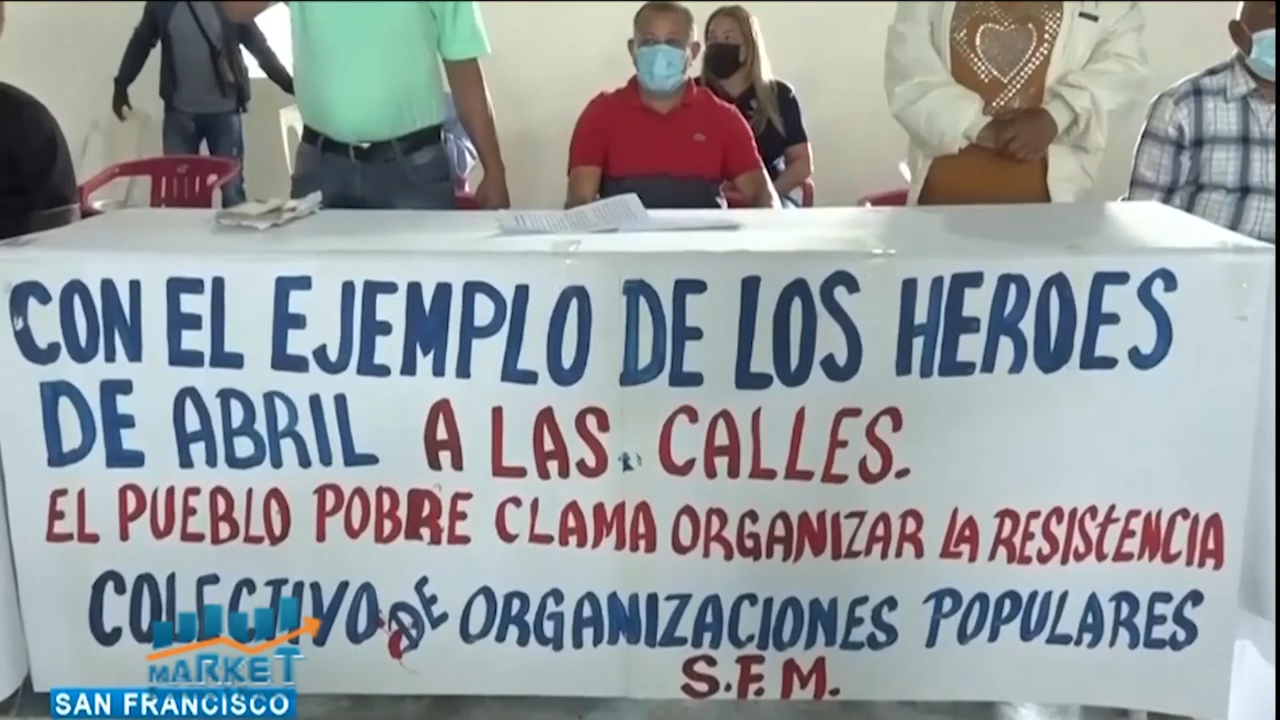 CON EL EJEMPLO DE LOS HEROES
DE ABRIL A LAS CALLES.
EL PUEBLO POBRE CLAMA ORGANIZAR LA RESIStENCIA
COLECTIVO DE ORGANIZACIONES POPULARES
S.F.M.
MARKET
SAN FRANCISCO